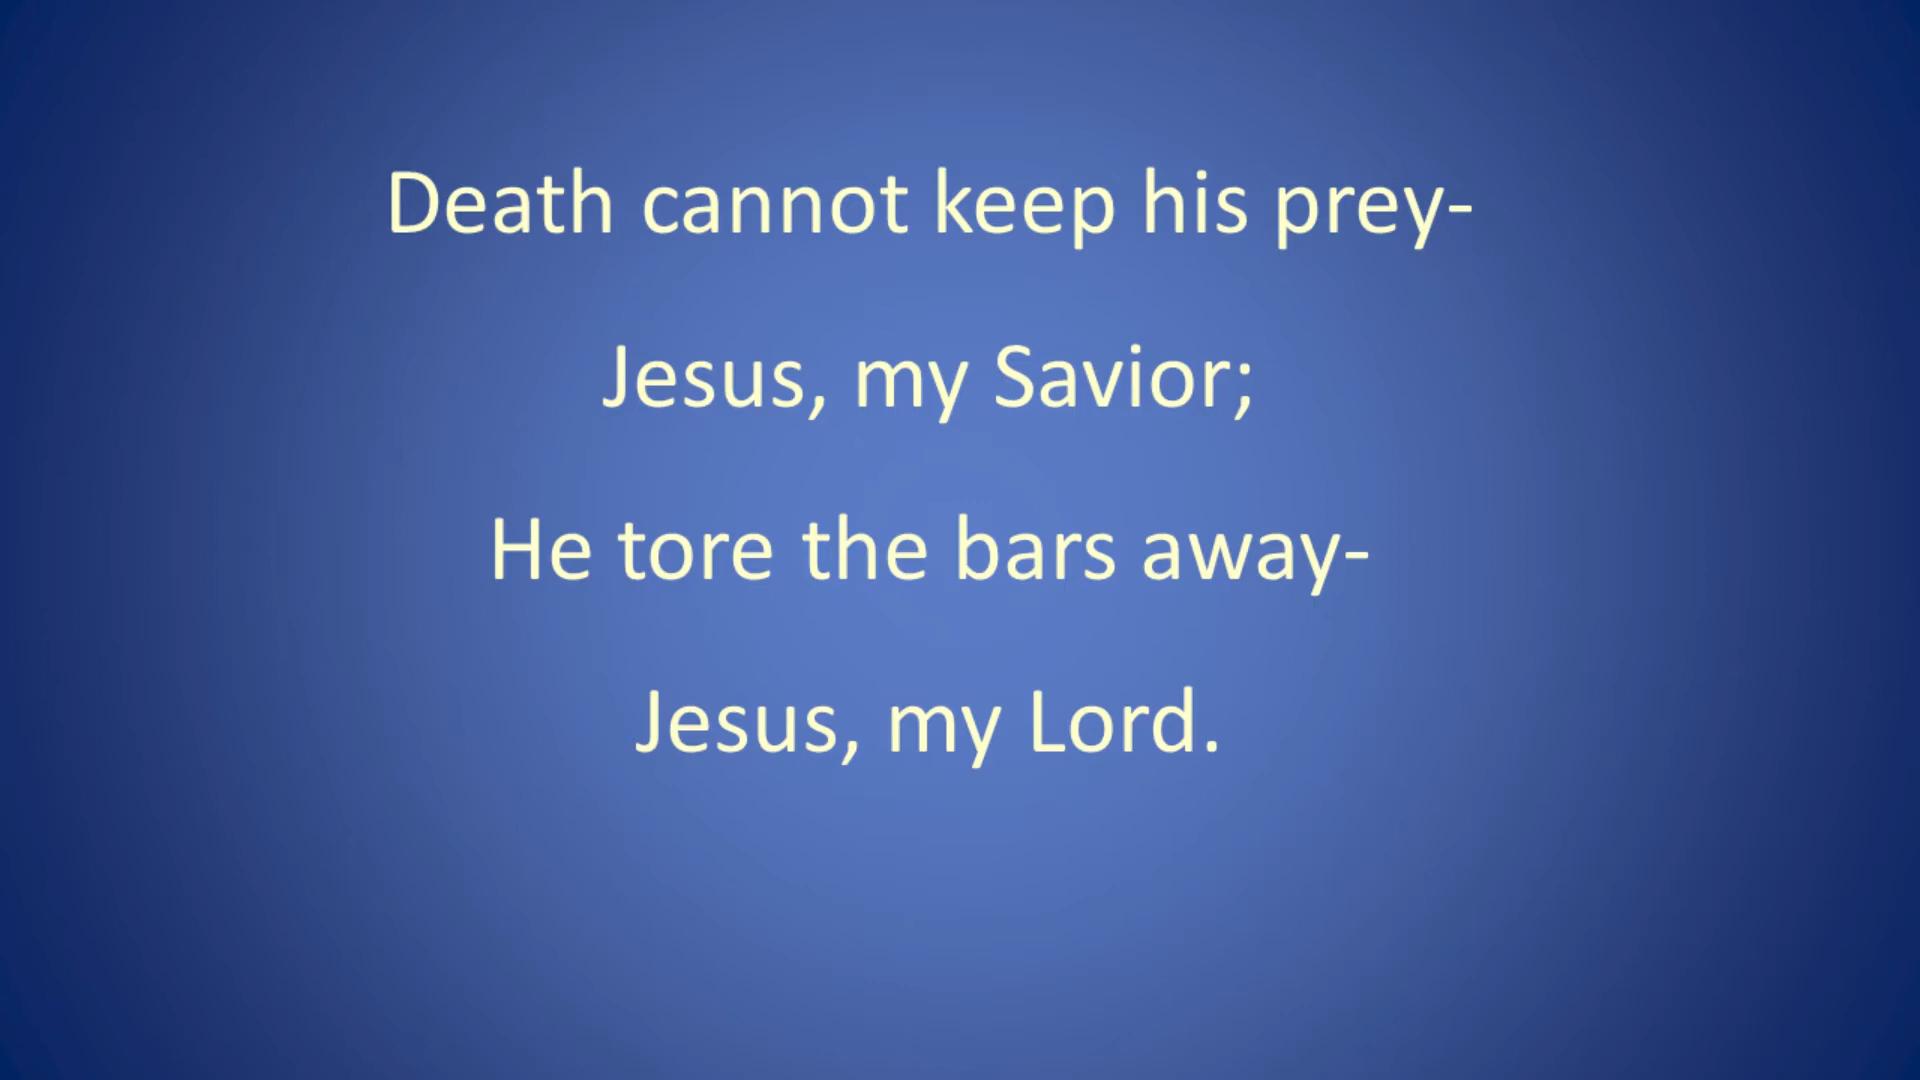 Death cannot keep his prey-
Jesus, my Savior;
He tore the bars away-
Jesus, my Lord.